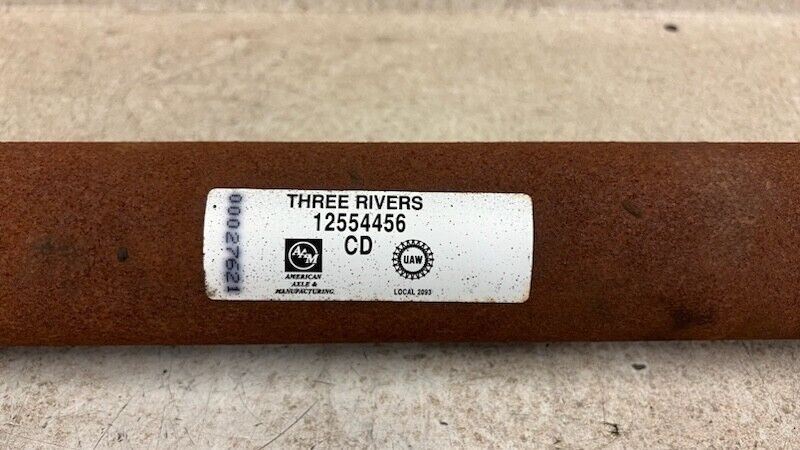 THREE RIVERS
12554456
CD
AAM
AMERICAN
AXLE &
MANUFACTURING.
UAW
LOCAL 2093
00027621